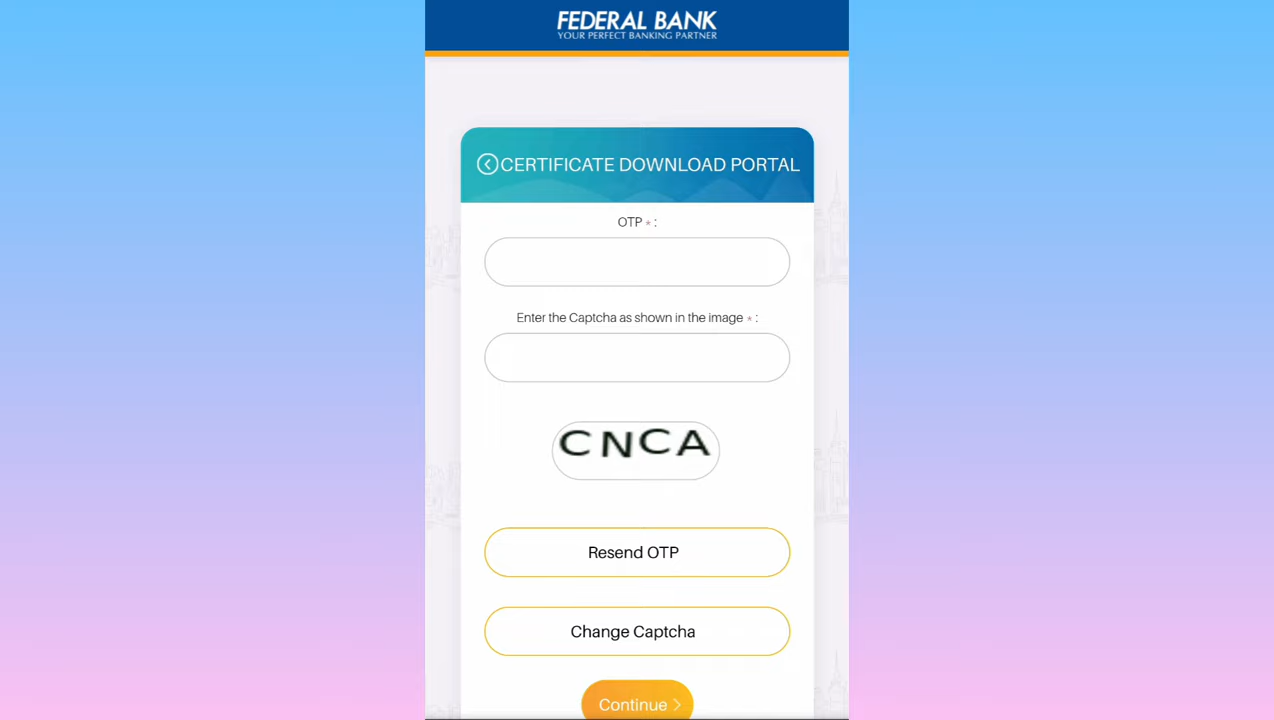 FEDERAL BANK
YOUR PERFECT BANKING PARTNER
CERTIFICATE DOWNLOAD PORTAL
OTP * :
Enter the Captcha as shown in the image * :
CNCA
Resend OTP
Change Captcha
Continue >